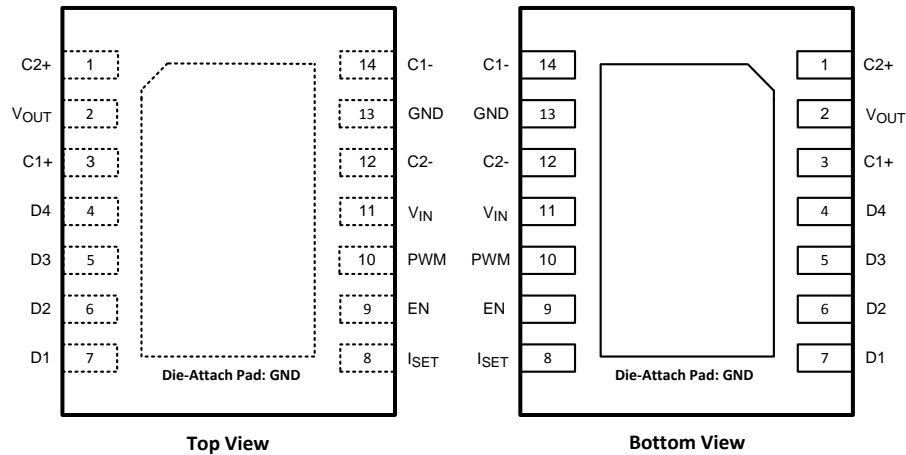 C2+ 1 14 C1- C1- 14 1 C2+
VOUT 2 13 GND GND 13 2 VOUT
C1+ 3 12 C2- C2- 12 3 C1+
D4 4 11 VIN VIN 11 4 D4
D3 5 10 PWM PWM 10 5 D3
D2 6 9 EN EN 9 6 D2
D1 7 8 ISET ISET 8 7 D1
Die-Attach Pad: GND Die-Attach Pad: GND
Top View Bottom View